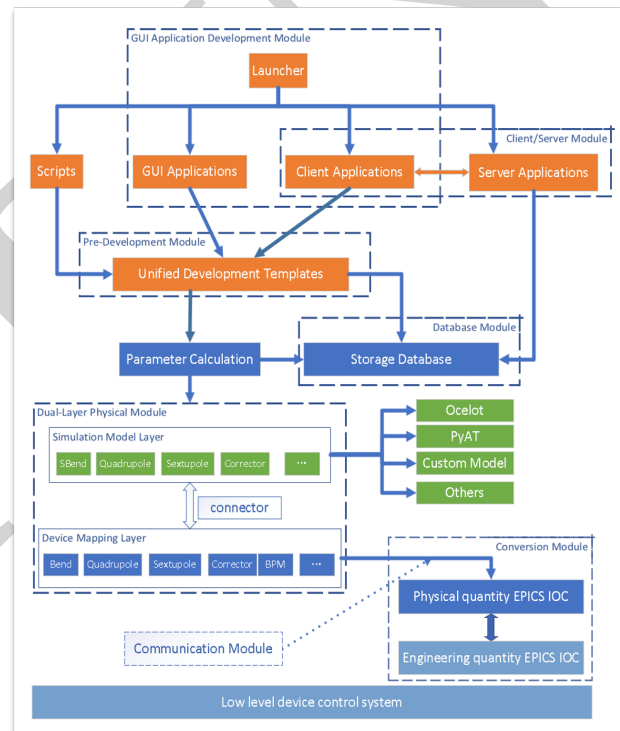 GUI Application Development Module
Launcher
Client/Server Module
Scripts
GUI Applications
Client Applications
Server Applications
Pre-Development Module
Unified Development Templates
Database Module
Parameter Calculation
Storage Database
Dual-Layer Physical Module
Simulation Model Layer
SBend
Quadrupole
Sextupole
Corrector
...
Ocelot
PyAT
Custom Model
Others
connector
Device Mapping Layer
Bend
Quadrupole
Sextupole
Corrector
BPM
...
Conversion Module
Physical quantity EPICS IOC
Communication Module
Engineering quantity EPICS IOC
Low level device control system